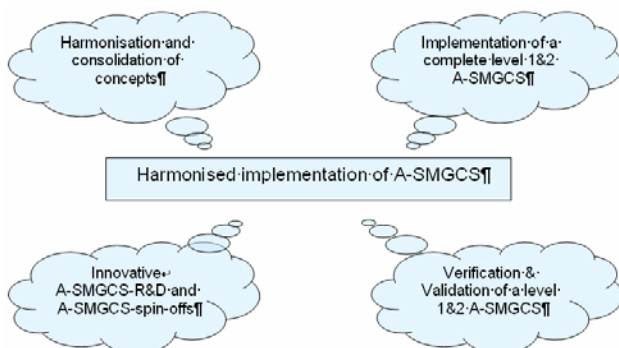 Harmonisation·and·
consolidation·of·
concepts¶
Implementation·of·a·
complete·level·1&2·
A-SMGCS¶
Harmonised·implementation·of·A-SMGCS¶
Innovative↵
A-SMGCS-R&D·and·
A-SMGCS-spin-offs¶
Verification·&·
Validation·of·a·level·
1&2·A-SMGCS¶